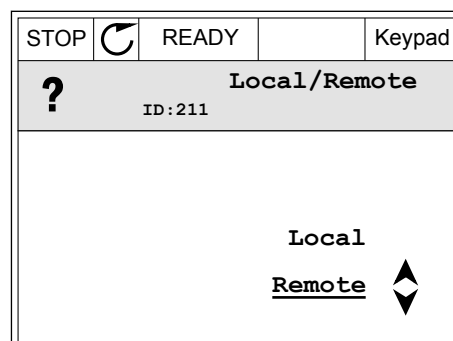 STOP READY Keypad
Local/Remote
? ID:211
Local
Remote